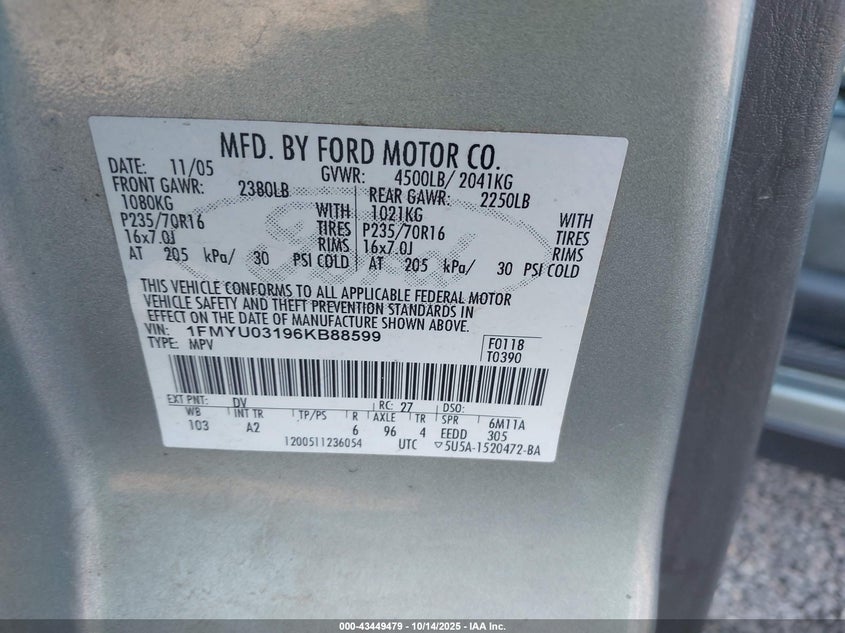 MFD. BY FORD MOTOR CO.
DATE: 11/05 GVWR: 4500LB/ 2041KG
FRONT GAWR: 2380LB REAR GAWR: 2250LB
1080KG WITH 1021KG WITH
P235/70R16 TIRES P235/70R16 TIRES
16x7.0J RIMS 16x7.0J RIMS
AT 205 kPa/ 30 PSI COLD AT 205 kPa/ 30 PSI COLD
THIS VEHICLE CONFORMS TO ALL APPLICABLE FEDERAL MOTOR
VEHICLE SAFETY AND THEFT PREVENTION STANDARDS IN
EFFECT ON DATE OF MANUFACTURE SHOWN ABOVE.
VIN: 1FMYU03196KB88599 F0118
TYPE: MPV T0390
EXT PNT: DV RC: 27 DSO:
WB INT TR TP/PS R AXLE TR SPR 6M11A
103 A2 6 96 4 EEDD 305
1200511236054 UTC ▽5U5A-1520472-BA
Ford
000-43449479 - 10/14/2025 - IAA Inc.